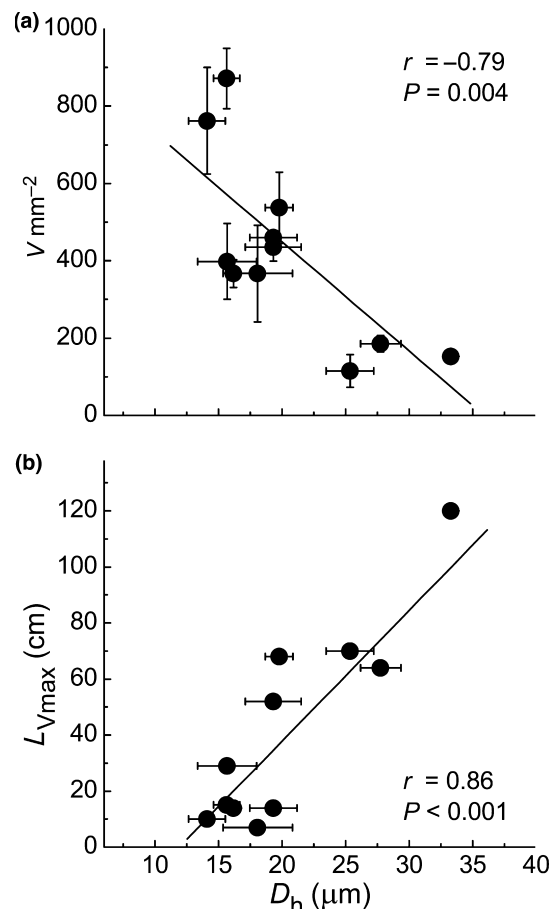 (a)
1000
800
600
400
200
0
V mm⁻²
r = −0.79
P = 0.004
(b)
120
100
80
60
40
20
10
0
L_Vmax (cm)
r = 0.86
P < 0.001
10 15 20 25 30 35 40
D_h (μm)